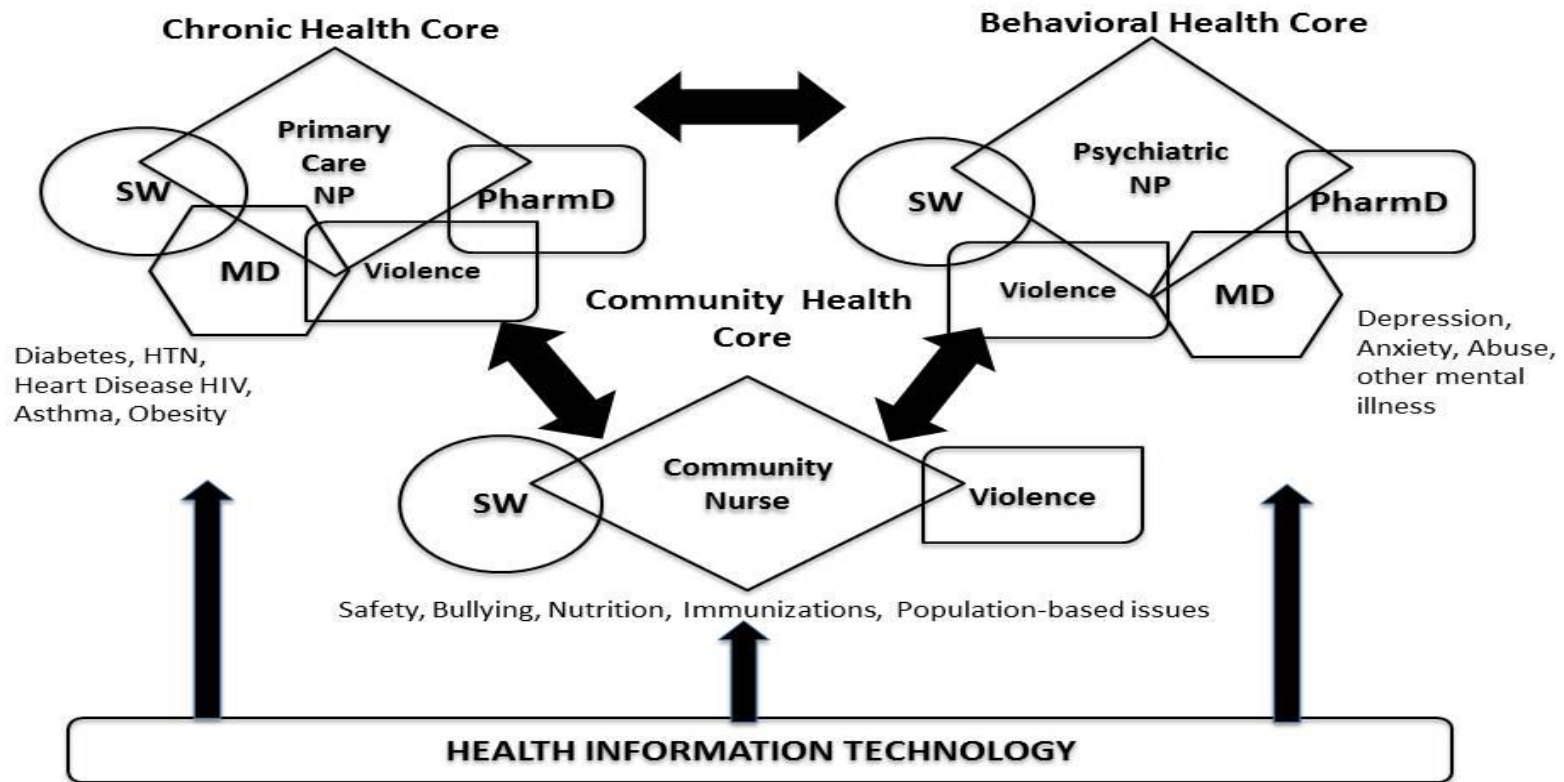 Chronic Health Core
Primary
Care
NP
SW
PharmD
MD
Violence
Diabetes, HTN,
Heart Disease HIV,
Asthma, Obesity
Behavioral Health Core
Psychiatric
NP
SW
PharmD
Violence
MD
Depression,
Anxiety, Abuse,
other mental
illness
Community Health
Core
Community
Nurse
SW
Violence
Safety, Bullying, Nutrition, Immunizations, Population-based issues
HEALTH INFORMATION TECHNOLOGY